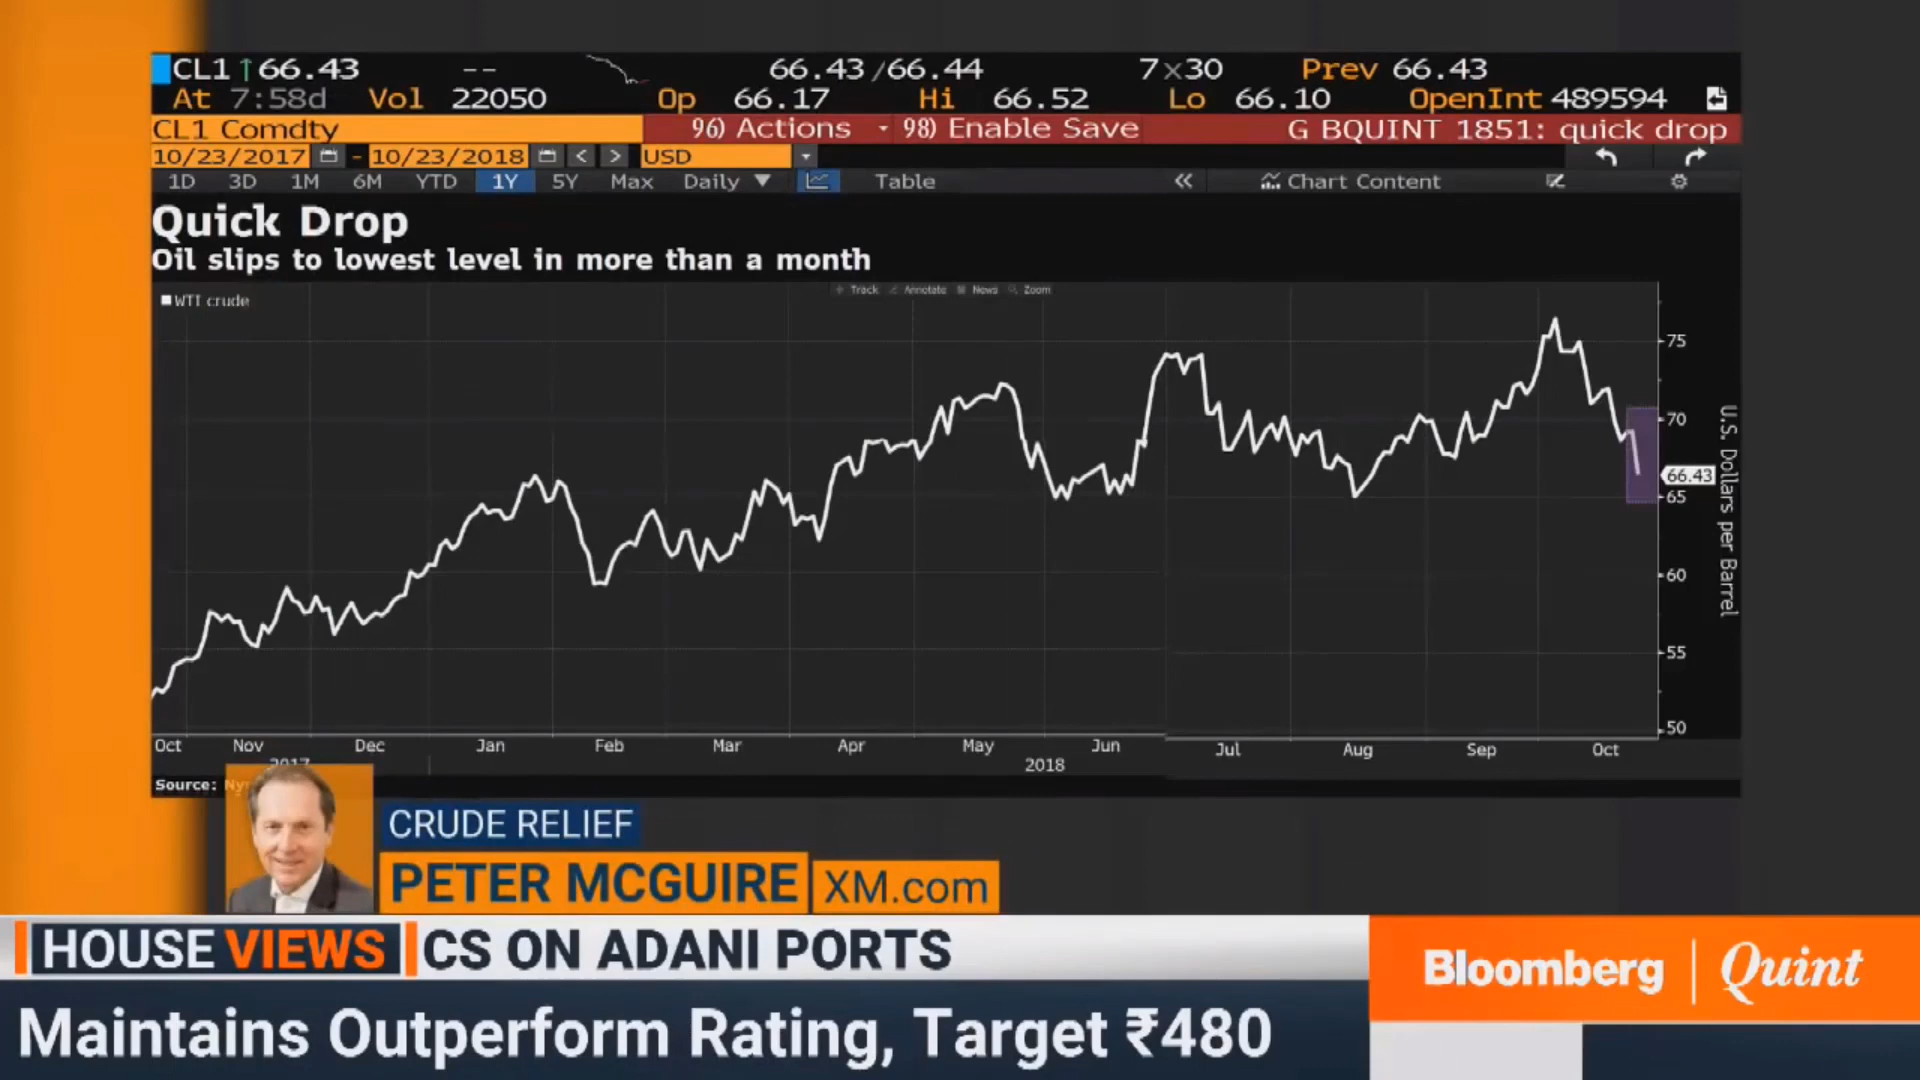 CL1 ↑66.43 -- 66.43/66.44 7x30 Prev 66.43
At 7:58d Vol 22050 Op 66.17 Hi 66.52 Lo 66.10 OpenInt 489594
CL1 Comdty 96) Actions 98) Enable Save G BQUINT 1851: quick drop
10/23/2017 - 10/23/2018 < > USD
1D 3D 1M 6M YTD 1Y 5Y Max Daily ▼ Table « Chart Content
Quick Drop
Oil slips to lowest level in more than a month
Track Annotate News Zoom
WTI crude
75
70
66.43
65
60
55
50
U.S. Dollars per Barrel
Oct Nov Dec Jan Feb Mar Apr May Jun Jul Aug Sep Oct
2017 2018
Source:
CRUDE RELIEF
PETER MCGUIRE XM.com
HOUSE VIEWS CS ON ADANI PORTS
Maintains Outperform Rating, Target ₹480
Bloomberg | Quint